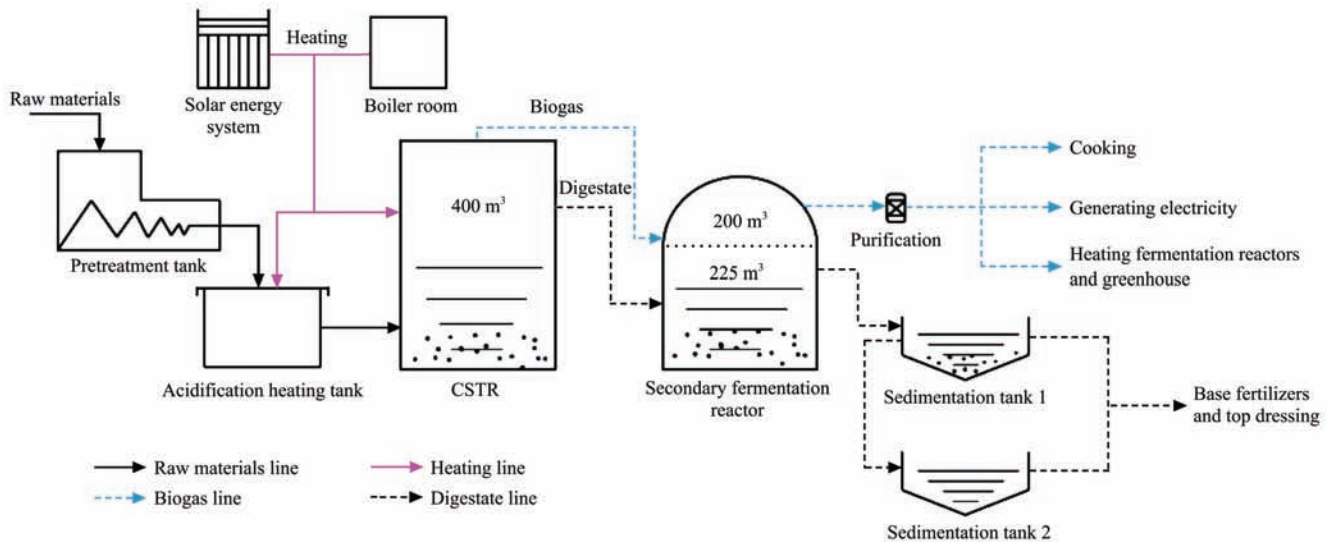 Heating
Raw materials
Solar energy
system
Boiler room
Biogas
400 m³
Digestate
200 m³
225 m³
Purification
Cooking
Generating electricity
Heating fermentation reactors
and greenhouse
Pretreatment tank
Acidification heating tank
CSTR
Secondary fermentation
reactor
Sedimentation tank 1
Base fertilizers
and top dressing
Sedimentation tank 2
Raw materials line
Heating line
Biogas line
Digestate line